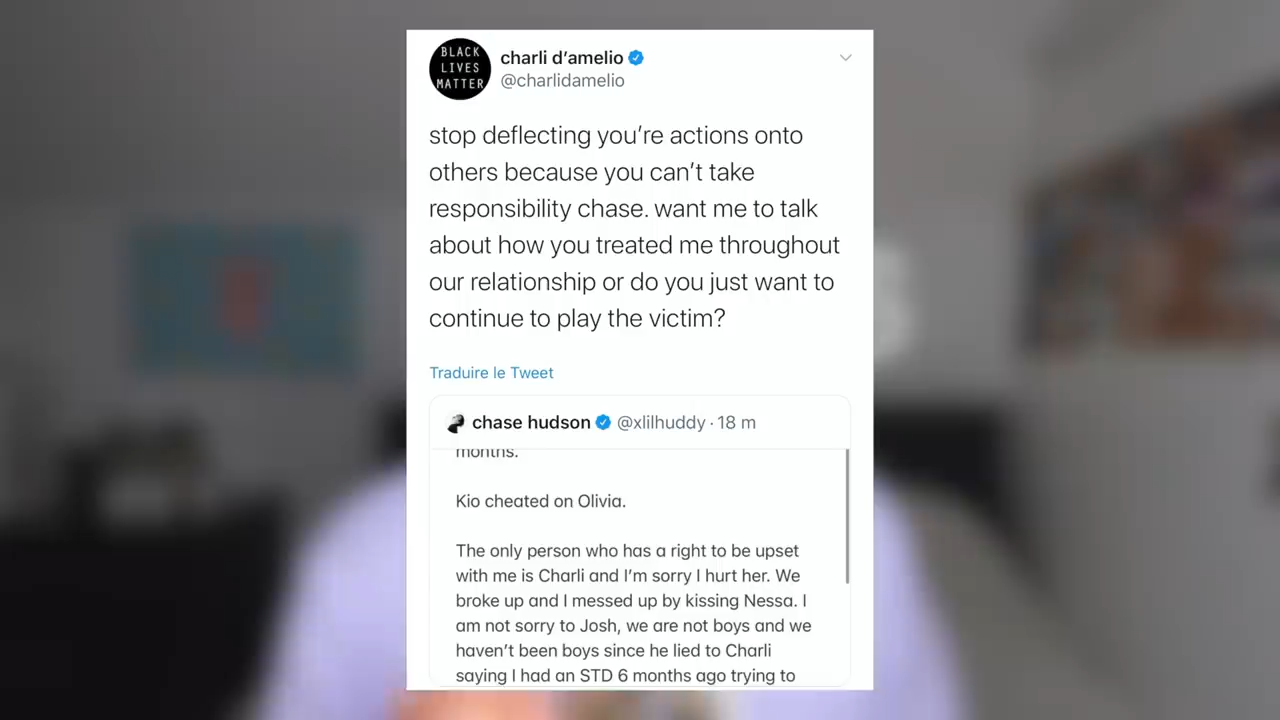 BLACK
LIVES
MATTER
charli d’amelio
@charlidamelio
stop deflecting you’re actions onto
others because you can’t take
responsibility chase. want me to talk
about how you treated me throughout
our relationship or do you just want to
continue to play the victim?
Traduire le Tweet
chase hudson @xlilhuddy · 18 m
months.
Kio cheated on Olivia.
The only person who has a right to be upset
with me is Charli and I’m sorry I hurt her. We
broke up and I messed up by kissing Nessa. I
am not sorry to Josh, we are not boys and we
haven’t been boys since he lied to Charli
saying I had an STD 6 months ago trying to